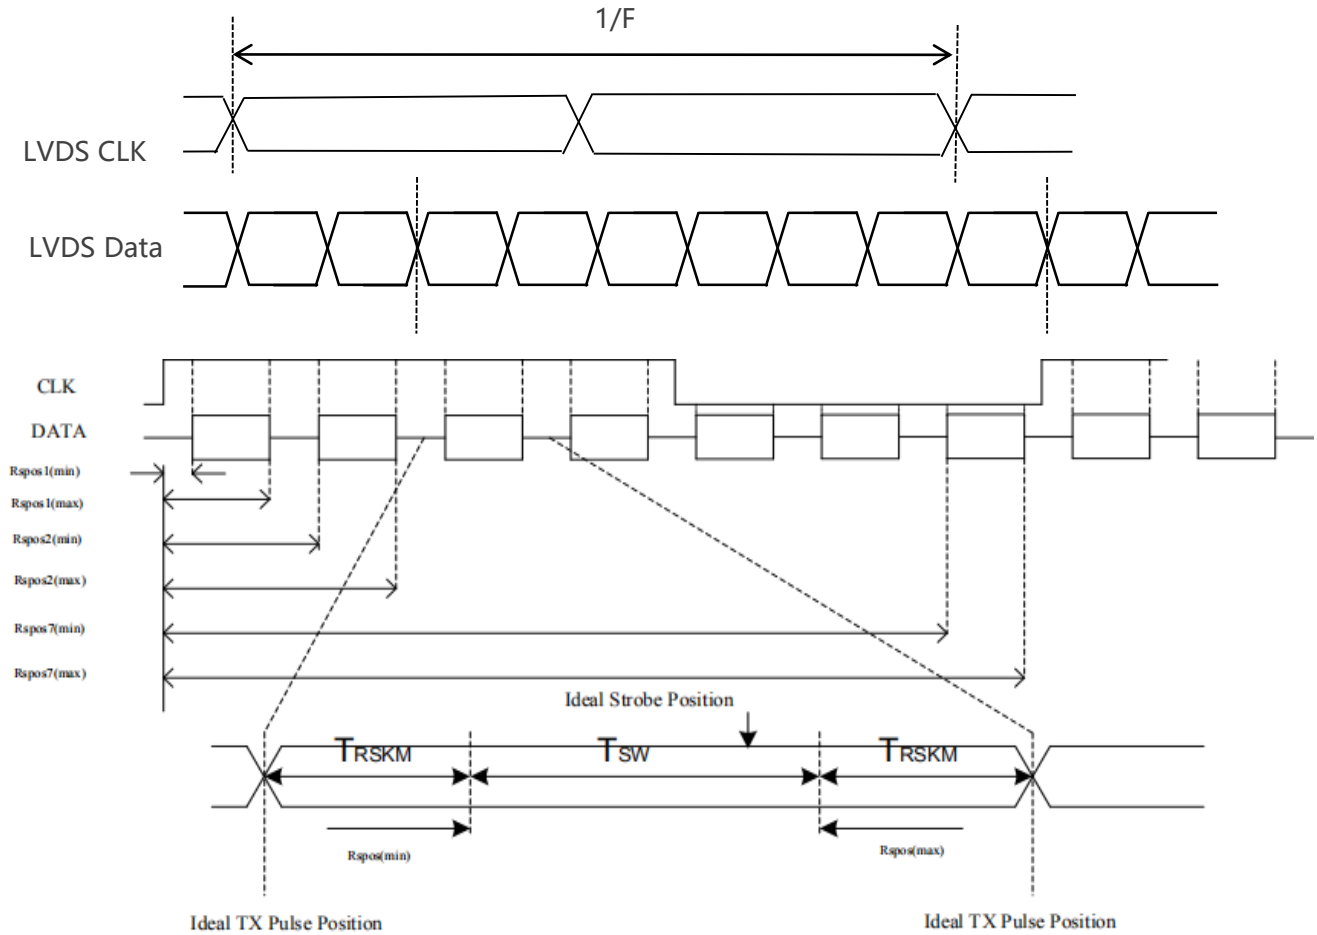 1/F
LVDS CLK
LVDS Data
CLK
DATA
Rspos1(min)
Rspos1(max)
Rspos2(min)
Rspos2(max)
Rspos7(min)
Rspos7(max)
Ideal Strobe Position
TRSKM TSW TRSKM
Rspos(min) Rspos(max)
Ideal TX Pulse Position Ideal TX Pulse Position